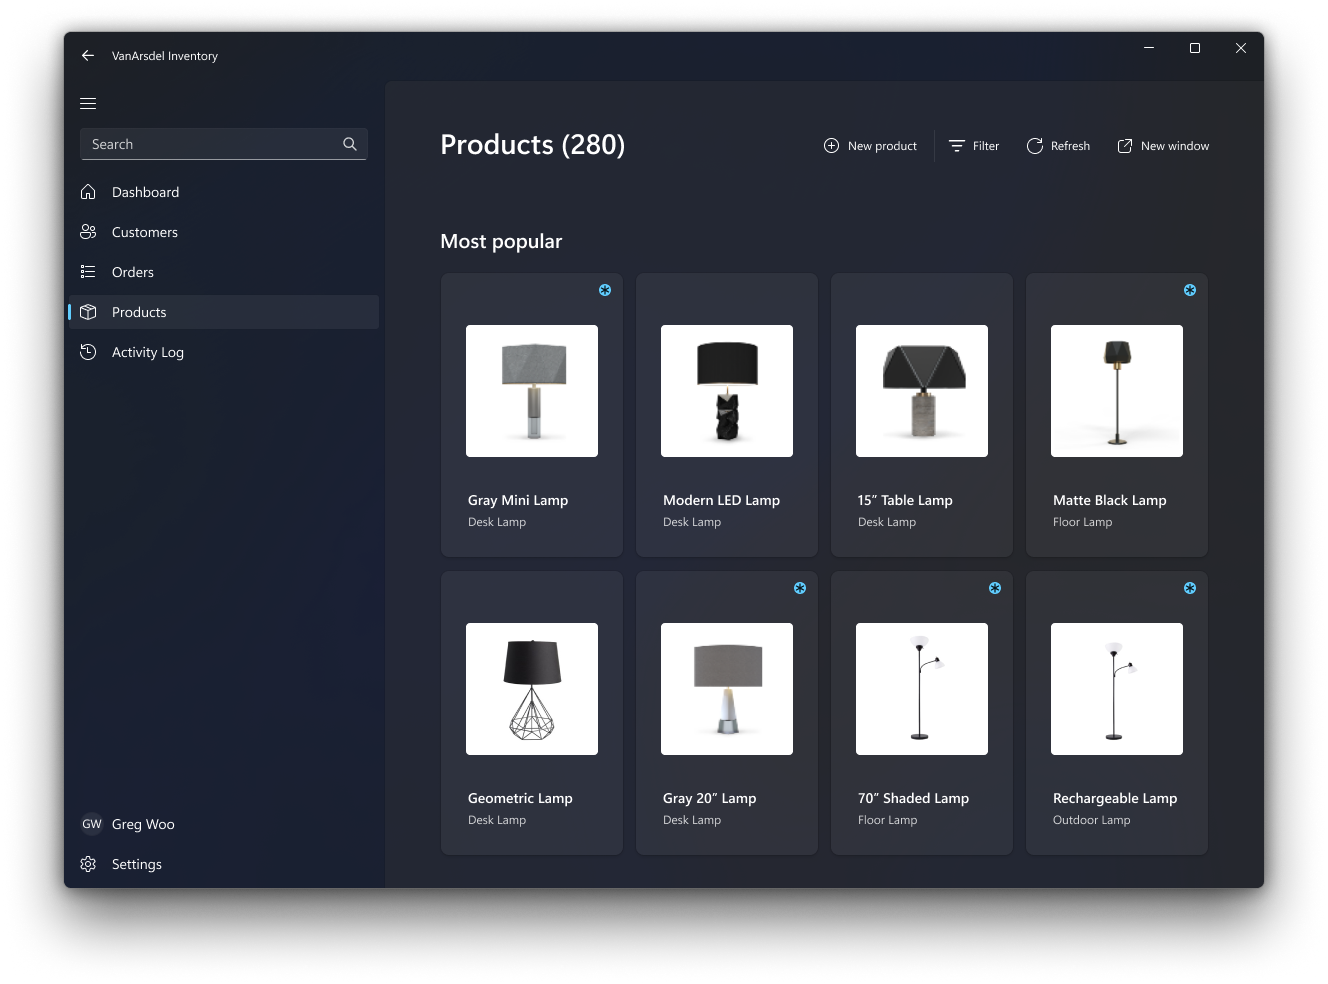 VanArsdel Inventory
Search
Dashboard
Customers
Orders
Products
Activity Log
GW Greg Woo
Settings
Products (280)
New product
Filter
Refresh
New window
Most popular
Gray Mini Lamp
Desk Lamp
Modern LED Lamp
Desk Lamp
15” Table Lamp
Desk Lamp
Matte Black Lamp
Floor Lamp
Geometric Lamp
Desk Lamp
Gray 20” Lamp
Desk Lamp
70” Shaded Lamp
Floor Lamp
Rechargeable Lamp
Outdoor Lamp